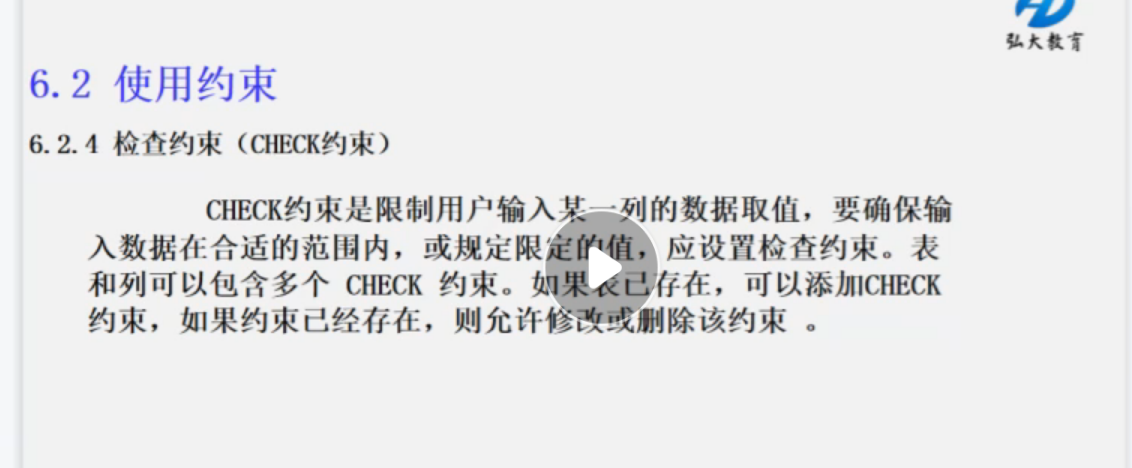 弘大教育
6.2 使用约束
6.2.4 检查约束（CHECK约束）
CHECK约束是限制用户输入某一列的数据取值，要确保输
入数据在合适的范围内，或规定限定的值，应设置检查约束。表
和列可以包含多个 CHECK 约束。如果表已存在，可以添加CHECK
约束，如果约束已经存在，则允许修改或删除该约束 。